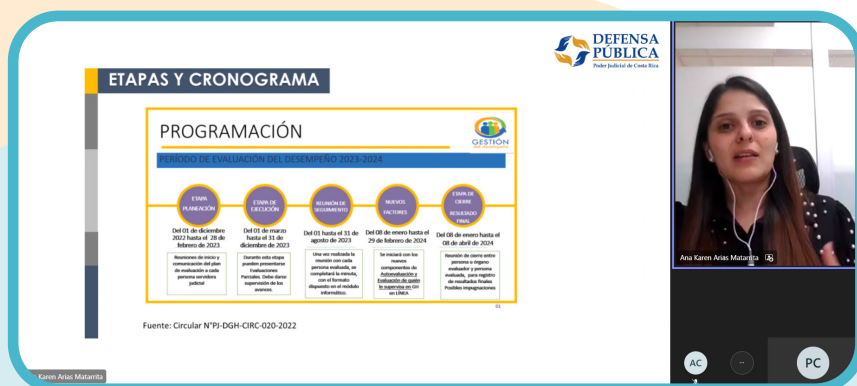 DEFENSA
PÚBLICA
Poder Judicial de Costa Rica
ETAPAS Y CRONOGRAMA
PROGRAMACIÓN
GESTIÓN
PERÍODO DE EVALUACIÓN DEL DESEMPEÑO 2023-2024
ETAPA
PLANEACIÓN
Del 01 de diciembre
2022 hasta el 28 de
febrero de 2023
Reuniones de inicio y
comunicación del plan
de evaluación a cada
persona servidora
judicial
ETAPA DE
EJECUCIÓN
Del 01 de marzo
hasta el 31 de
diciembre de 2023
Durante esta etapa
pueden presentarse
Evaluaciones
Parciales. Debe darse
supervisión de los
avances.
REUNIÓN DE
SEGUIMIENTO
Del 01 hasta el 31 de
agosto de 2023
Una vez realizada la
reunión con cada
persona evaluada, se
completará la minuta,
con el formato
dispuesto en el módulo
informático.
NUEVOS
FACTORES
Del 08 de enero hasta el
29 de febrero de 2024
Se iniciará con los
nuevos
componentes de
Autoevaluación y
Evaluación de quién
le supervisa en GH
en LÍNEA
ETAPA DE
CIERRE
RESULTADO
FINAL
Del 08 de enero hasta el
08 de abril de 2024
Reunión de cierre entre
persona u órgano
evaluador y persona
evaluada, para registro
de resultados finales
Posibles impugnaciones
Fuente: Circular N°PJ-DGH-CIRC-020-2022
Karen Arias Matarrita
Ana Karen Arias Matarrita
AC
PC